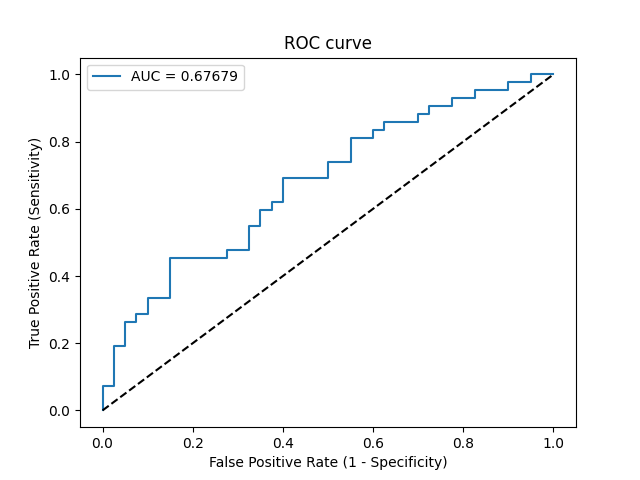 ROC curve
AUC = 0.67679
True Positive Rate (Sensitivity)
1.0
0.8
0.6
0.4
0.2
0.0
0.0 0.2 0.4 0.6 0.8 1.0
False Positive Rate (1 - Specificity)